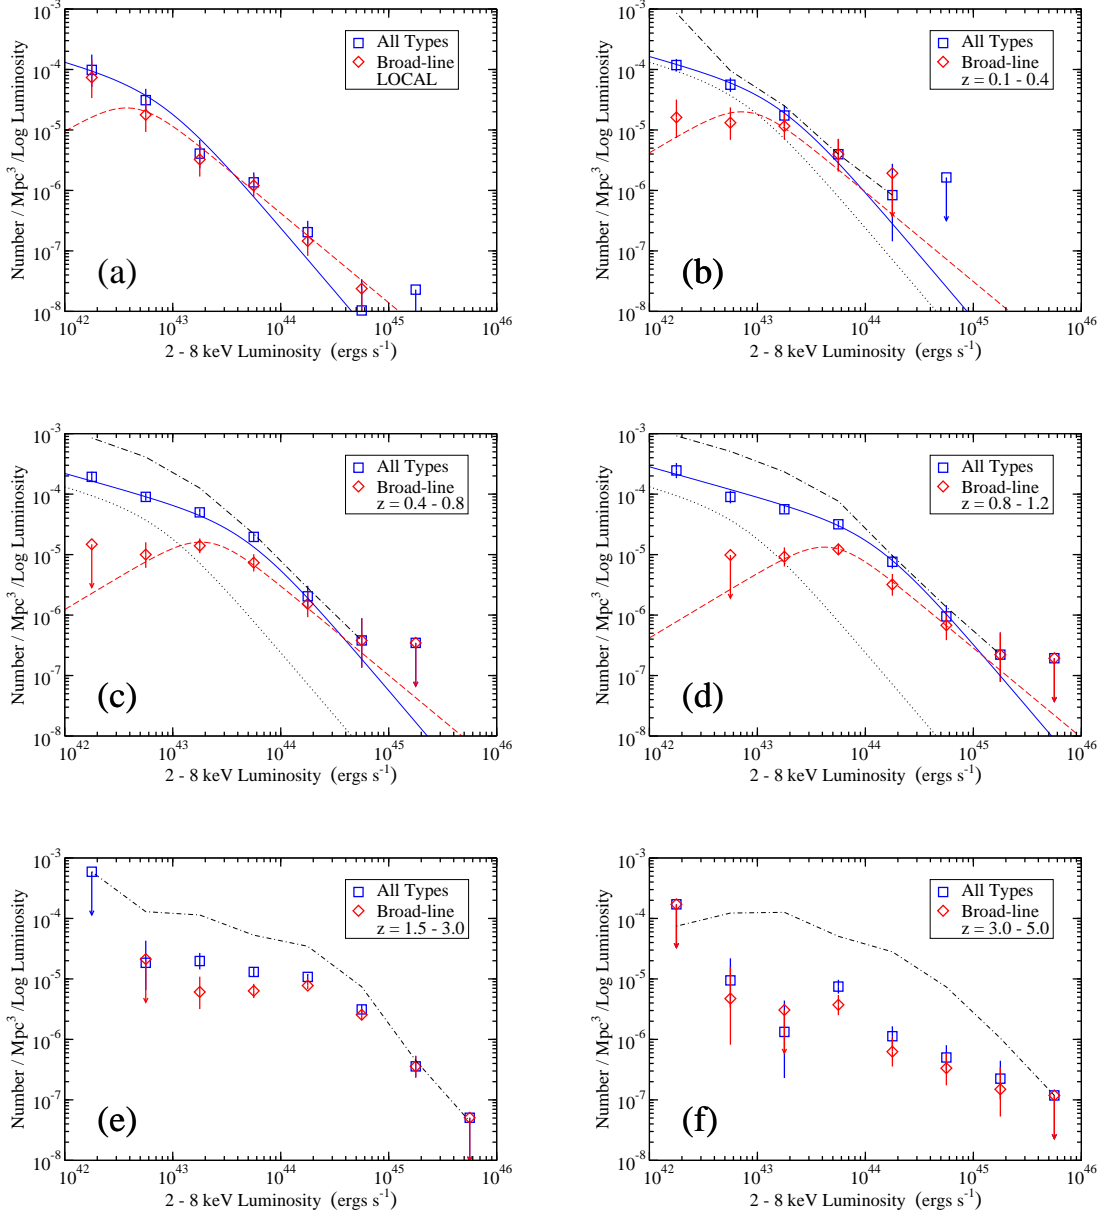 10^-3
10^-4
10^-5
10^-6
10^-7
10^-8
Number / Mpc^3 /Log Luminosity
All Types
Broad-line
LOCAL
(a)
10^42 10^43 10^44 10^45 10^46
2 - 8 keV Luminosity (ergs s^-1)
10^-3
10^-4
10^-5
10^-6
10^-7
10^-8
Number / Mpc^3 /Log Luminosity
All Types
Broad-line
z = 0.1 - 0.4
(b)
10^42 10^43 10^44 10^45 10^46
2 - 8 keV Luminosity (ergs s^-1)
10^-3
10^-4
10^-5
10^-6
10^-7
10^-8
Number / Mpc^3 /Log Luminosity
All Types
Broad-line
z = 0.4 - 0.8
(c)
10^42 10^43 10^44 10^45 10^46
2 - 8 keV Luminosity (ergs s^-1)
10^-3
10^-4
10^-5
10^-6
10^-7
10^-8
Number / Mpc^3 /Log Luminosity
All Types
Broad-line
z = 0.8 - 1.2
(d)
10^42 10^43 10^44 10^45 10^46
2 - 8 keV Luminosity (ergs s^-1)
10^-3
10^-4
10^-5
10^-6
10^-7
10^-8
Number / Mpc^3 /Log Luminosity
All Types
Broad-line
z = 1.5 - 3.0
(e)
10^42 10^43 10^44 10^45 10^46
2 - 8 keV Luminosity (ergs s^-1)
10^-3
10^-4
10^-5
10^-6
10^-7
10^-8
Number / Mpc^3 /Log Luminosity
All Types
Broad-line
z = 3.0 - 5.0
(f)
10^42 10^43 10^44 10^45 10^46
2 - 8 keV Luminosity (ergs s^-1)